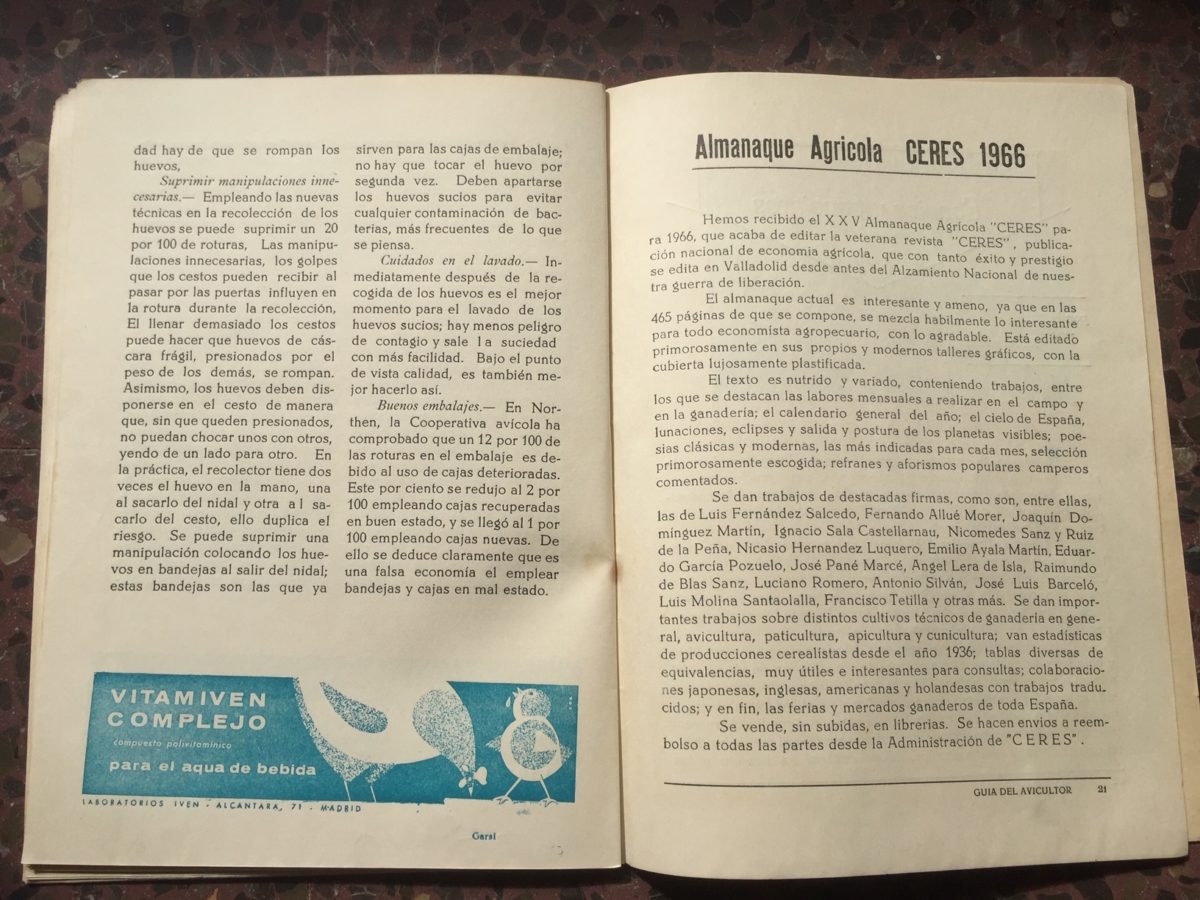 dad hay de que se rompan los
huevos,
Suprimir manipulaciones inne-
cesarias.— Empleando las nuevas
técnicas en la recolección de los
huevos se puede suprimir un 20
por 100 de roturas, Las manipu-
laciones innecesarias, los golpes
que los cestos pueden recibir al
pasar por las puertas influyen en
la rotura durante la recolección,
El llenar demasiado los cestos
puede hacer que huevos de cás-
cara frágil, presionados por el
peso de los demás, se rompan.
Asimismo, los huevos deben dis-
ponerse en el cesto de manera
que, sin que queden presionados,
no puedan chocar unos con otros,
yendo de un lado para otro. En
la práctica, el recolector tiene dos
veces el huevo en la mano, una
al sacarlo del nidal y otra al sa-
carlo del cesto, ello duplica el
riesgo. Se puede suprimir una
manipulación colocando los hue-
vos en bandejas al salir del nidal;
estas bandejas son las que ya
sirven para las cajas de embalaje;
no hay que tocar el huevo por
segunda vez. Deben apartarse
los huevos sucios para evitar
cualquier contaminación de bac-
terias, más frecuentes de lo que
se piensa.
Cuidados en el lavado.— In-
mediatamente después de la re-
cogida de los huevos es el mejor
momento para el lavado de los
huevos sucios; hay menos peligro
de contagio y sale la suciedad
con más facilidad. Bajo el punto
de vista calidad, es también me-
jor hacerlo así.
Buenos embalajes.— En Nor-
then, la Cooperativa avícola ha
comprobado que un 12 por 100 de
las roturas en el embalaje es de-
bido al uso de cajas deterioradas.
Este por ciento se redujo al 2 por
100 empleando cajas recuperadas
en buen estado, y se llegó al 1 por
100 empleando cajas nuevas. De
ello se deduce claramente que es
una falsa economía el emplear
bandejas y cajas en mal estado.
VITAMIVEN
COMPLEJO
compuesto polivitamínico
para el aqua de bebida
LABORATORIOS IVEN - ALCANTARA, 71 - MADRID
Garsi
Almanaque Agricola CERES 1966
Hemos recibido el XXV Almanaque Agrícola "CERES" pa-
ra 1966, que acaba de editar la veterana revista "CERES", publica-
ción nacional de economía agrícola, que con tanto éxito y prestigio
se edita en Valladolid desde antes del Alzamiento Nacional de nues-
tra guerra de liberación.
El almanaque actual es interesante y ameno, ya que en las
465 páginas de que se compone, se mezcla habilmente lo interesante
para todo economista agropecuario, con lo agradable. Está editado
primorosamente en sus propios y modernos talleres gráficos, con la
cubierta lujosamente plastificada.
El texto es nutrido y variado, conteniendo trabajos, entre
los que se destacan las labores mensuales a realizar en el campo y
en la ganadería; el calendario general del año; el cielo de España,
lunaciones, eclipses y salida y postura de los planetas visibles; poe-
sias clásicas y modernas, las más indicadas para cada mes, selección
primorosamente escogida; refranes y aforismos populares camperos
comentados.
Se dan trabajos de destacadas firmas, como son, entre ellas,
las de Luis Fernández Salcedo, Fernando Allué Morer, Joaquín Do-
mínguez Martín, Ignacio Sala Castellarnau, Nicomedes Sanz y Ruiz
de la Peña, Nicasio Hernandez Luquero, Emilio Ayala Martín, Eduar-
do García Pozuelo, José Pané Marcé, Angel Lera de Isla, Raimundo
de Blas Sanz, Luciano Romero, Antonio Silván, José Luis Barceló,
Luis Molina Santaolalla, Francisco Tetilla y otras más. Se dan impor-
tantes trabajos sobre distintos cultivos técnicos de ganadería en gene-
ral, avicultura, paticultura, apicultura y cunicultura; van estadísticas
de producciones cerealistas desde el año 1936; tablas diversas de
equivalencias, muy útiles e interesantes para consultas; colaboracio-
nes japonesas, inglesas, americanas y holandesas con trabajos tradu-
cidos; y en fin, las ferias y mercados ganaderos de toda España.
Se vende, sin subidas, en librerias. Se hacen envios a reem-
bolso a todas las partes desde la Administración de "CERES".
GUIA DEL AVICULTOR 21